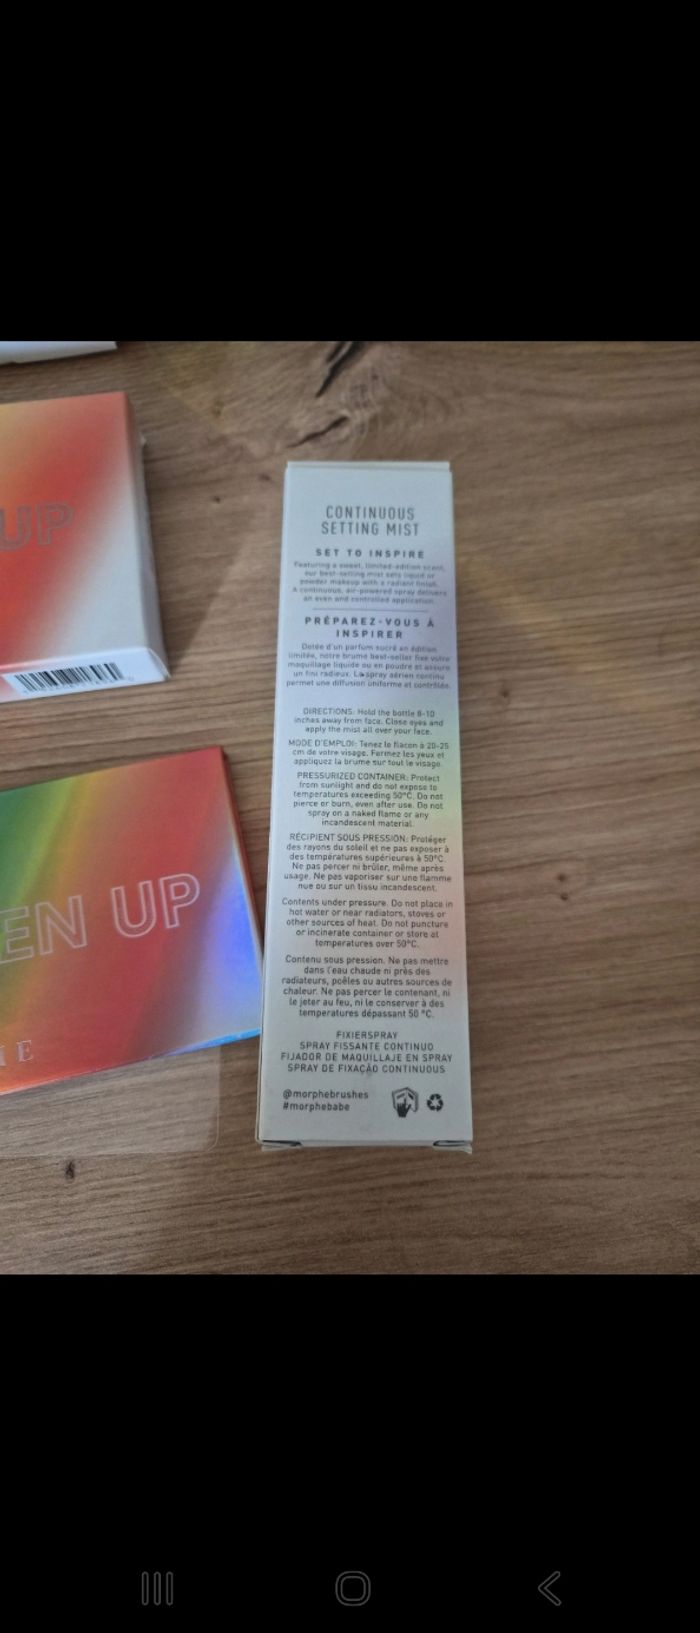 UP
EN UP
IE
CONTINUOUS
SETTING MIST
SET TO INSPIRE
Featuring a sweet, limited-edition scent,
our best-setting mist sets liquid or
powder makeup with a radiant finish.
A continuous, air-powered spray delivers
an even and controlled application.
PRÉPAREZ-VOUS À
INSPIRER
Dotée d'un parfum sucré en édition
limitée, notre brume best-seller fixe votre
maquillage liquide ou en poudre et assure
un fini radieux. Le spray aérien continu
permet une diffusion uniforme et contrôlée.
DIRECTIONS: Hold the bottle 8-10
inches away from face. Close eyes and
apply the mist all over your face.
MODE D'EMPLOI: Tenez le flacon à 20-25
cm de votre visage. Fermez les yeux et
appliquez la brume sur tout le visage.
PRESSURIZED CONTAINER: Protect
from sunlight and do not expose to
temperatures exceeding 50°C. Do not
pierce or burn, even after use. Do not
spray on a naked flame or any
incandescent material.
RÉCIPIENT SOUS PRESSION: Protéger
des rayons du soleil et ne pas exposer à
des températures supérieures à 50°C.
Ne pas percer ni brûler, même après
usage. Ne pas vaporiser sur une flamme
nue ou sur un tissu incandescent.
Contents under pressure. Do not place in
hot water or near radiators, stoves or
other sources of heat. Do not puncture
or incinerate container or store at
temperatures over 50°C.
Contenu sous pression. Ne pas mettre
dans l'eau chaude ni près des
radiateurs, poêles ou autres sources de
chaleur. Ne pas percer le contenant, ni
le jeter au feu, ni le conserver à des
températures dépassant 50 °C.
FIXIERSPRAY
SPRAY FISSANTE CONTINUO
FIJADOR DE MAQUILLAJE EN SPRAY
SPRAY DE FIXAÇÃO CONTINUOUS
@morphebrushes
#morphebabe